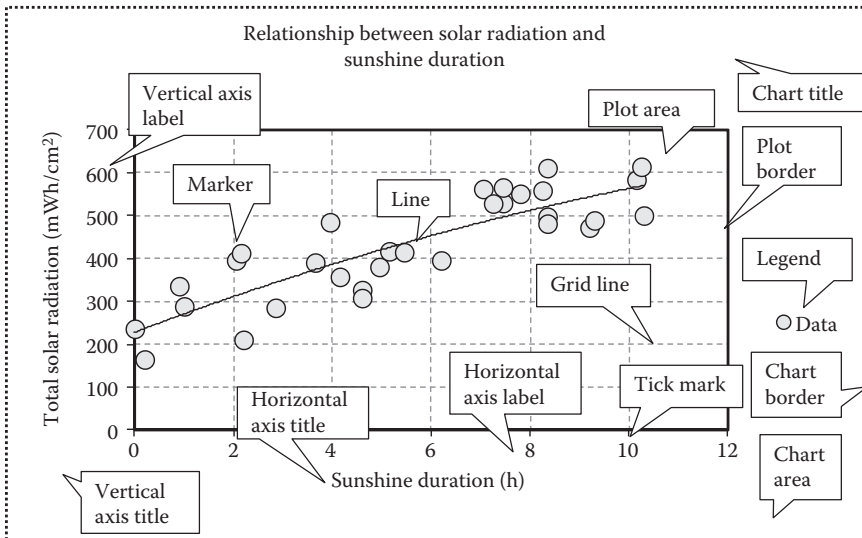 Relationship between solar radiation and
sunshine duration
Vertical axis
label
Plot area
Chart title
Plot
border
Marker
Line
Grid line
Legend
Data
Horizontal
axis title
Horizontal
axis label
Tick mark
Chart
border
Chart
area
Vertical
axis title
Total solar radiation (mWh/cm²)
700
600
500
400
300
200
100
0
0 2 4 6 8 10 12
Sunshine duration (h)